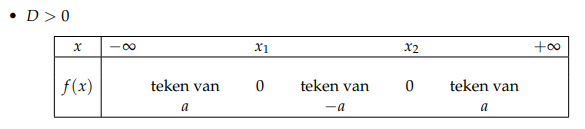 • D > 0
x −∞ x₁ x₂ +∞
f(x) teken van 0 teken van 0 teken van
a −a a